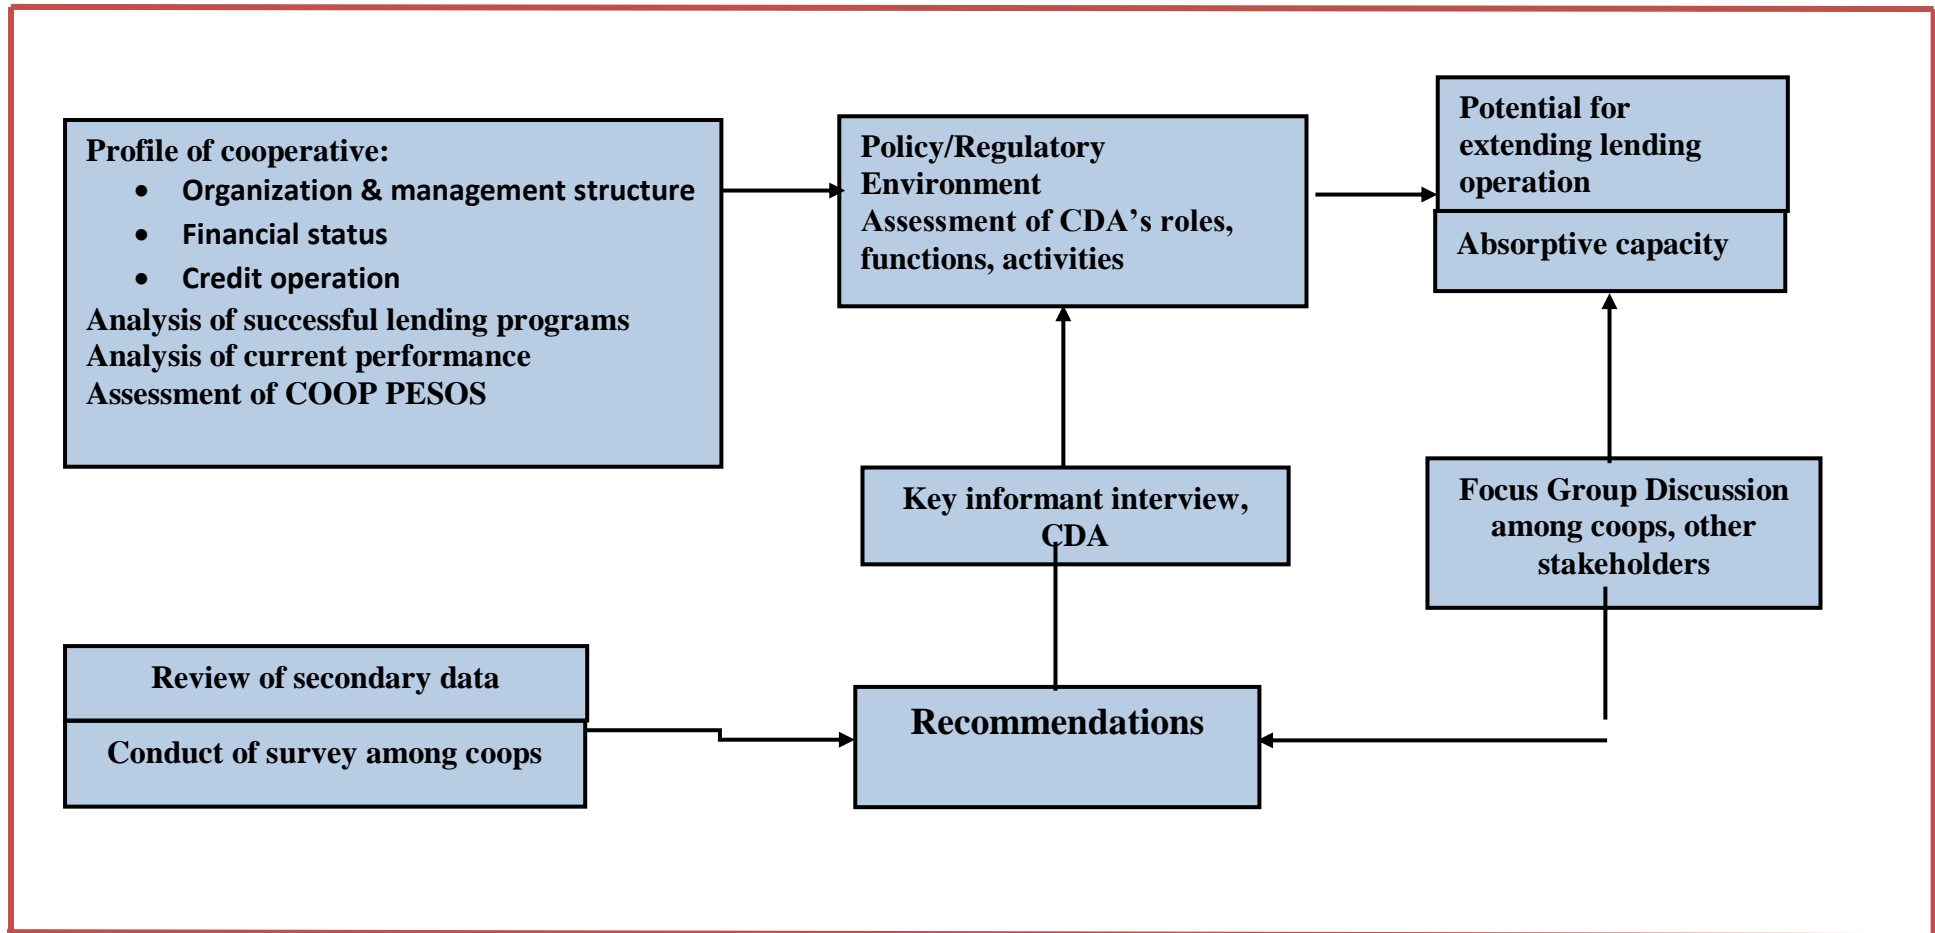 Profile of cooperative:
• Organization & management structure
• Financial status
• Credit operation
Analysis of successful lending programs
Analysis of current performance
Assessment of COOP PESOS
Policy/Regulatory
Environment
Assessment of CDA’s roles,
functions, activities
Potential for
extending lending
operation
Absorptive capacity
Key informant interview,
CDA
Focus Group Discussion
among coops, other
stakeholders
Review of secondary data
Conduct of survey among coops
Recommendations